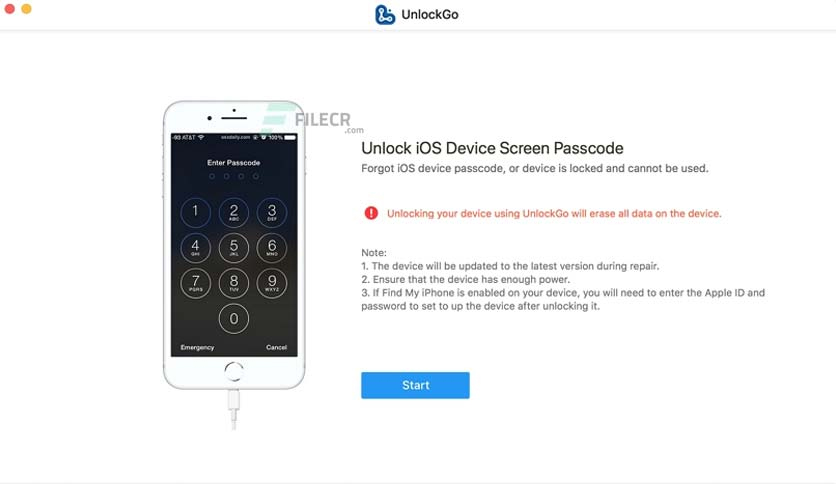 UnlockGo
FILECR
.com
-93 AT&T osxdaily.com 100%
Enter Passcode
1
2
ABC
3
DEF
4
GHI
5
JKL
6
MNO
7
PQRS
8
TUV
9
WXYZ
0
Emergency Cancel
Unlock iOS Device Screen Passcode
Forgot iOS device passcode, or device is locked and cannot be used.
Unlocking your device using UnlockGo will erase all data on the device.
Note:
1. The device will be updated to the latest version during repair.
2. Ensure that the device has enough power.
3. If Find My iPhone is enabled on your device, you will need to enter the Apple ID and
password to set to up the device after unlocking it.
Start